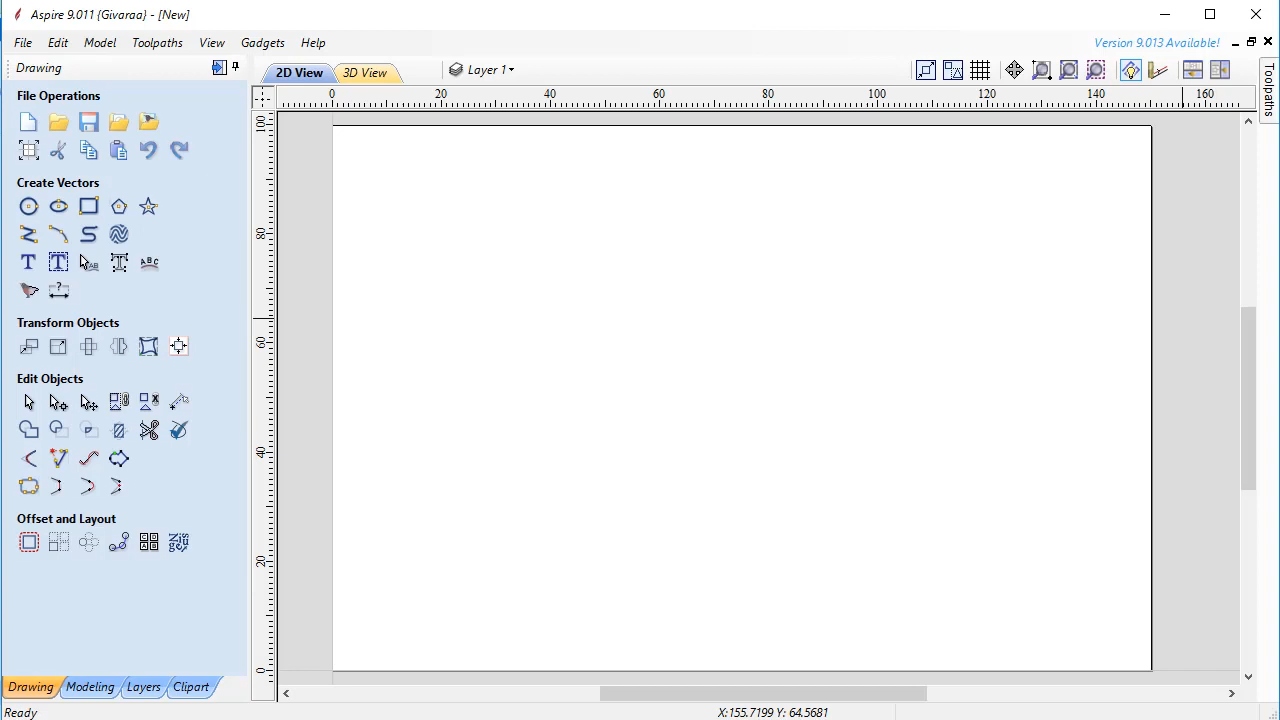 Aspire 9.011 {Givaraa} - [New]
File Edit Model Toolpaths View Gadgets Help
Version 9.013 Available!
Drawing
2D View 3D View Layer 1
Toolpaths
File Operations
Create Vectors
Transform Objects
Edit Objects
Offset and Layout
0 20 40 60 80 100 120 140 160
100
80
60
40
20
0
Drawing Modeling Layers Clipart
Ready
X:155.7199 Y: 64.5681